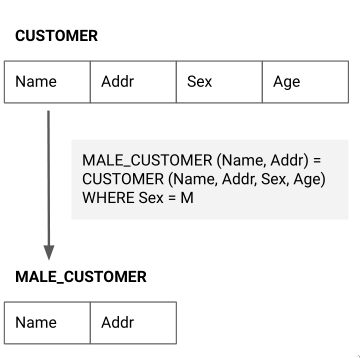 CUSTOMER
Name Addr Sex Age
MALE_CUSTOMER (Name, Addr) =
CUSTOMER (Name, Addr, Sex, Age)
WHERE Sex = M
MALE_CUSTOMER
Name Addr